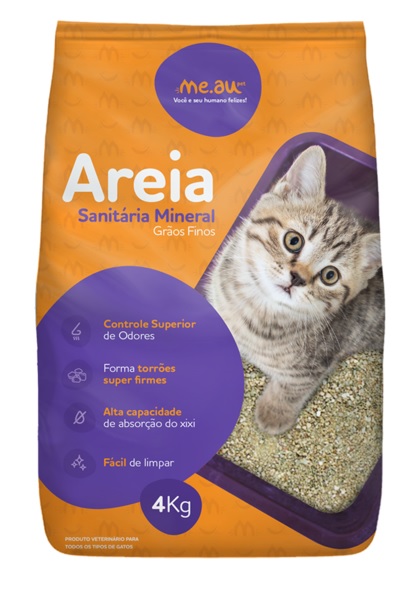 me.au pet
Você e seu humano felizes!
Areia
Sanitária Mineral
Grãos Finos
Controle Superior
de Odores
Forma torrões
super firmes
Alta capacidade
de absorção do xixi
Fácil de limpar
4Kg
PRODUTO VETERINÁRIO PARA
TODOS OS TIPOS DE GATOS